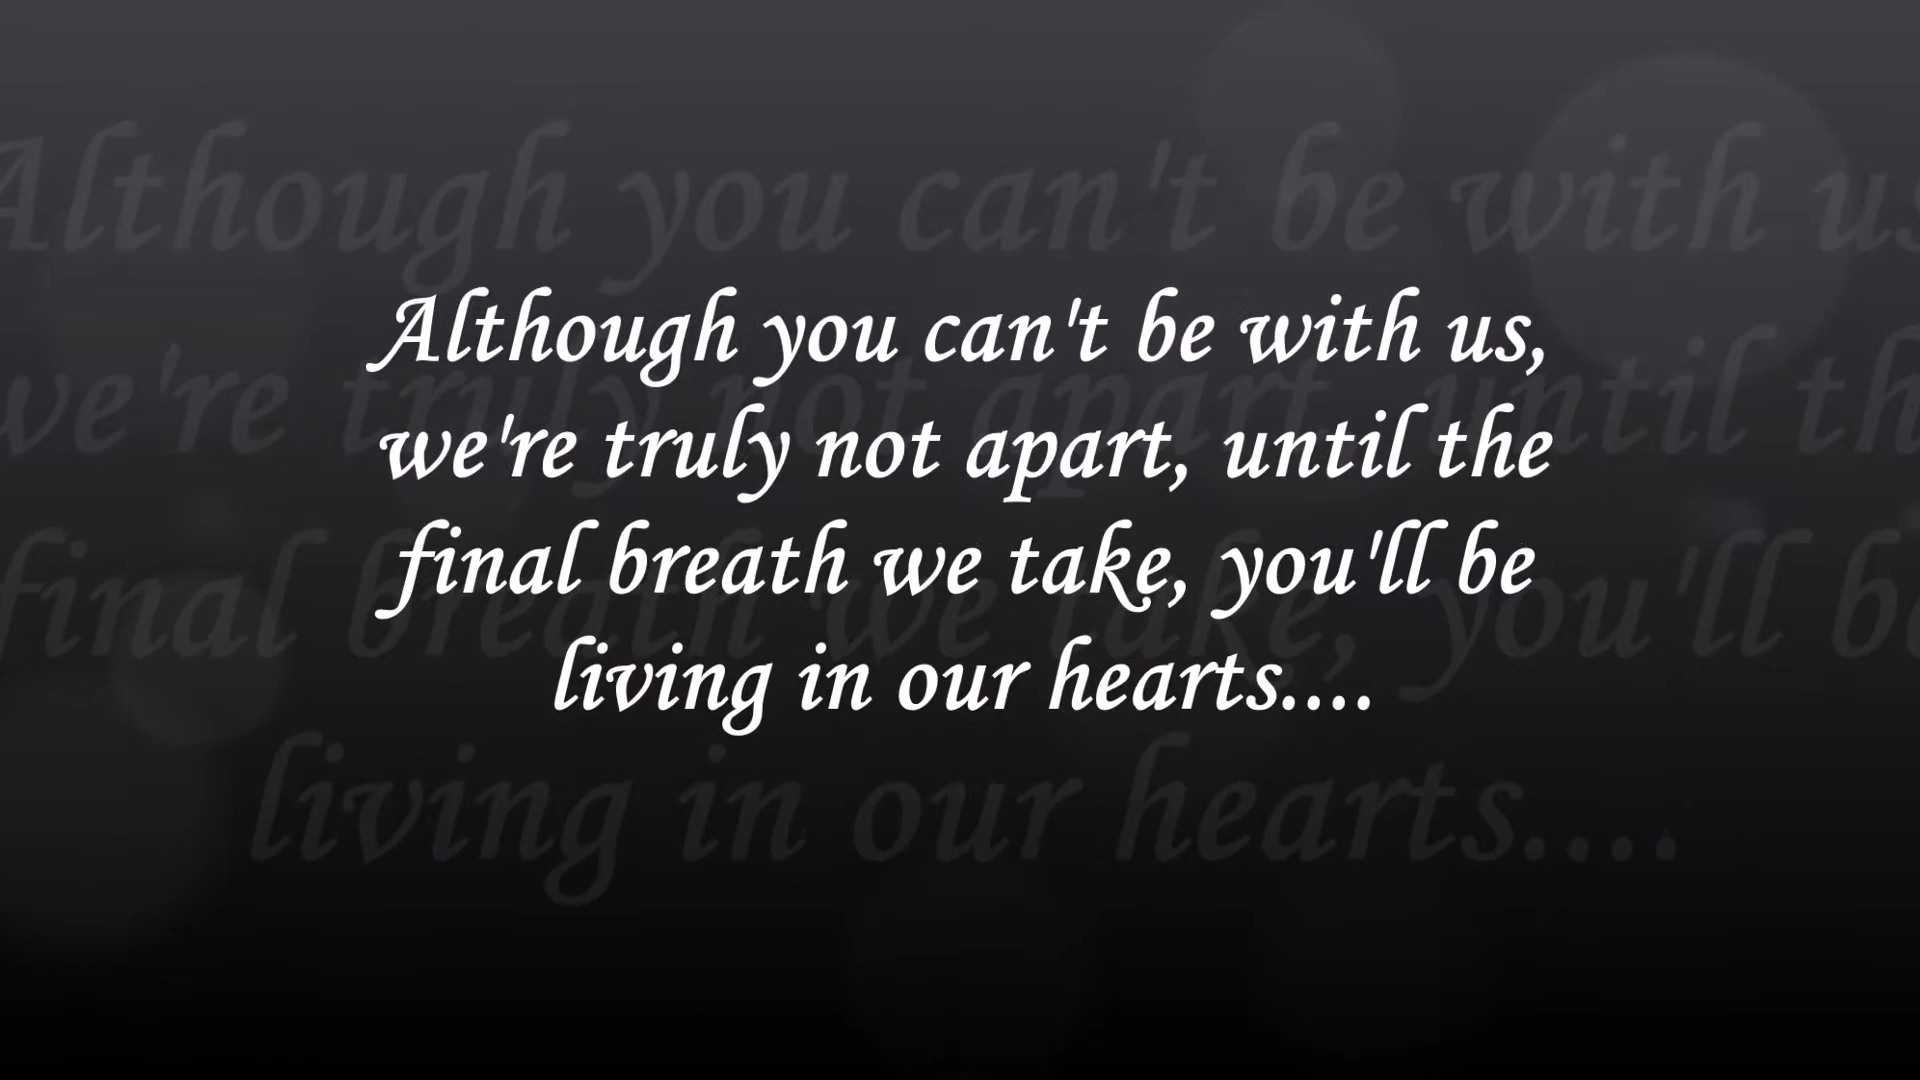 Although you can't be with us,
we're truly not apart, until the
final breath we take, you'll be
living in our hearts....